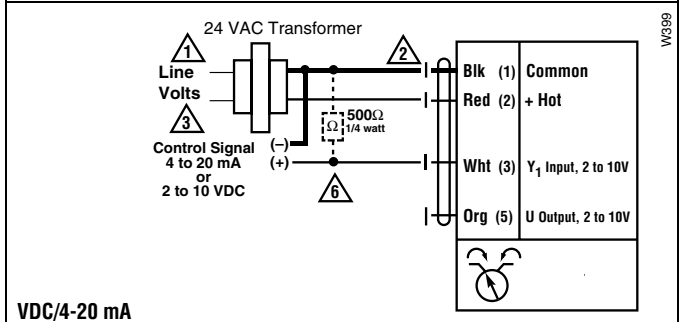 W399
24 VAC Transformer
1
Line
Volts
2
3
Control Signal
4 to 20 mA
or
2 to 10 VDC
(–)
(+)
Ω
500Ω
1/4 watt
6
Blk (1) Common
Red (2) + Hot
Wht (3) Y1 Input, 2 to 10V
Org (5) U Output, 2 to 10V
VDC/4-20 mA